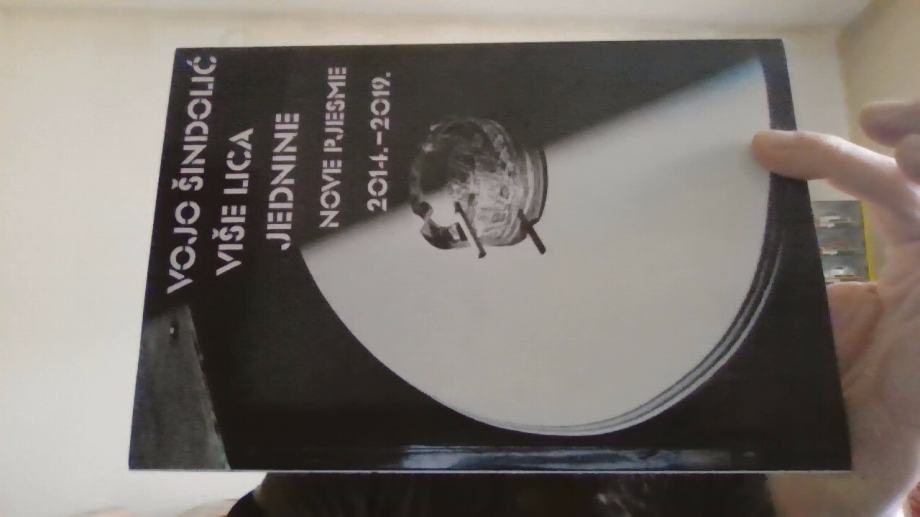 VOJO ŠINDOLIĆ
VIŠE LICA
JEDNINE
NOVE PJESME
2014.–2019.